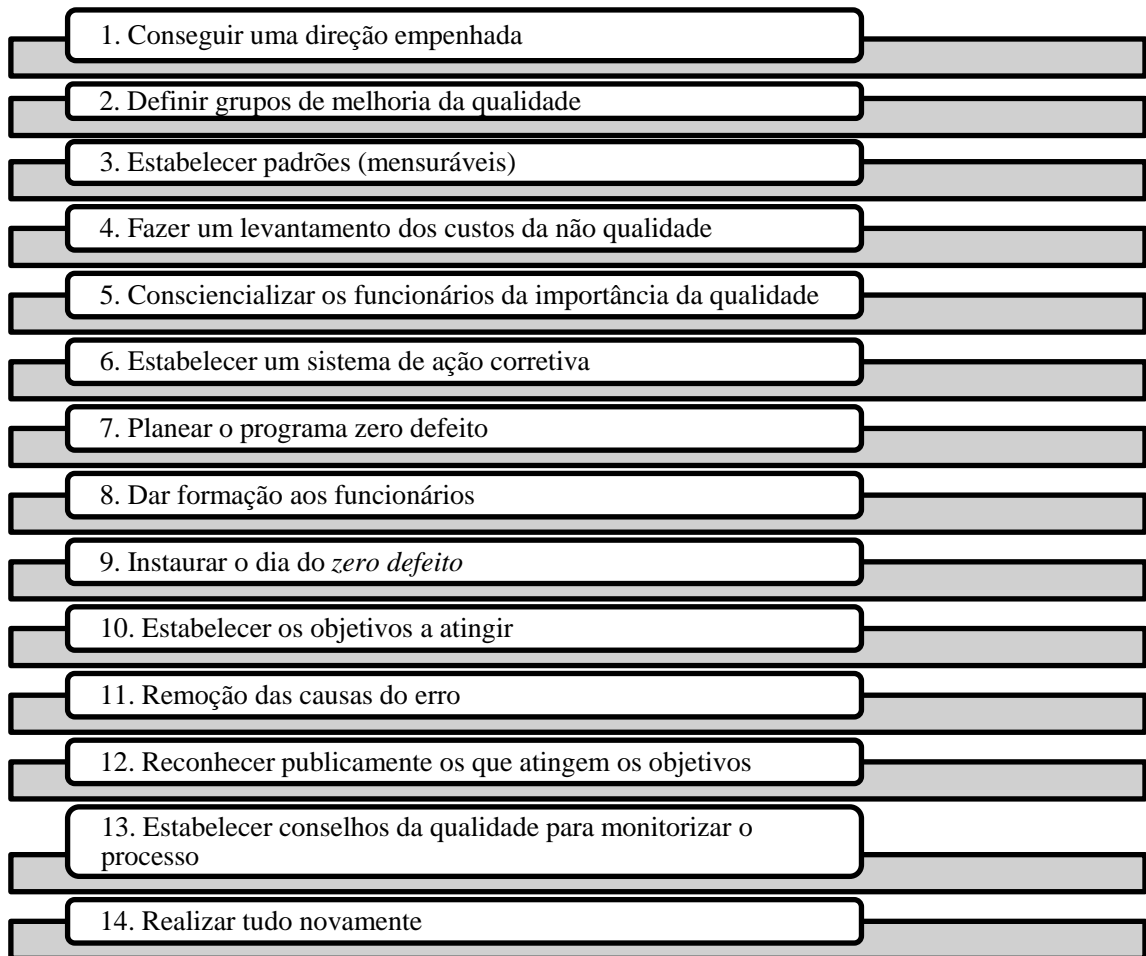 1. Conseguir uma direção empenhada
2. Definir grupos de melhoria da qualidade
3. Estabelecer padrões (mensuráveis)
4. Fazer um levantamento dos custos da não qualidade
5. Consciencializar os funcionários da importância da qualidade
6. Estabelecer um sistema de ação corretiva
7. Planear o programa zero defeito
8. Dar formação aos funcionários
9. Instaurar o dia do zero defeito
10. Estabelecer os objetivos a atingir
11. Remoção das causas do erro
12. Reconhecer publicamente os que atingem os objetivos
13. Estabelecer conselhos da qualidade para monitorizar o
processo
14. Realizar tudo novamente